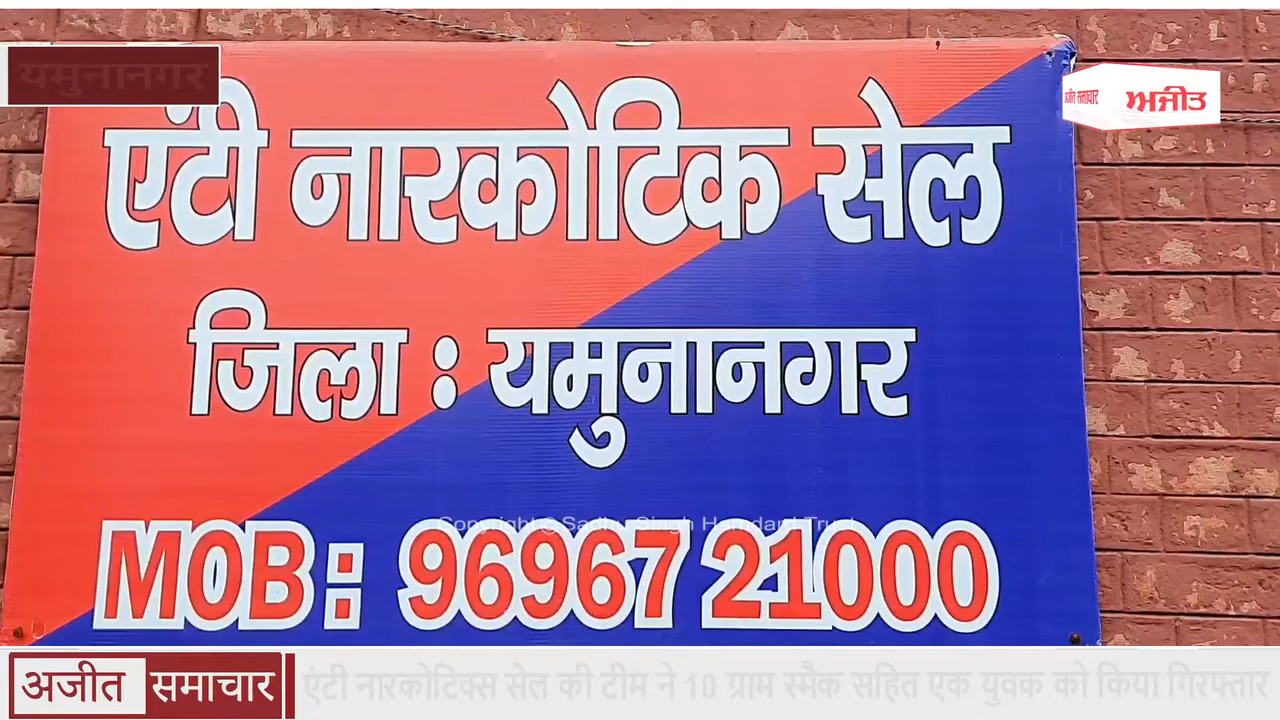 यमुनानगर
अजीत समाचार ਅਜੀਤ
एंटी नारकोटिक सेल
जिला : यमुनानगर
Copyright @ Sadhu Singh Hamdard Trust
MOB: 96967 21000
अजीत समाचार
एंटी नारकोटिक्स सेल की टीम ने 10 ग्राम स्मैक सहित एक युवक को किया गिरफ्तार